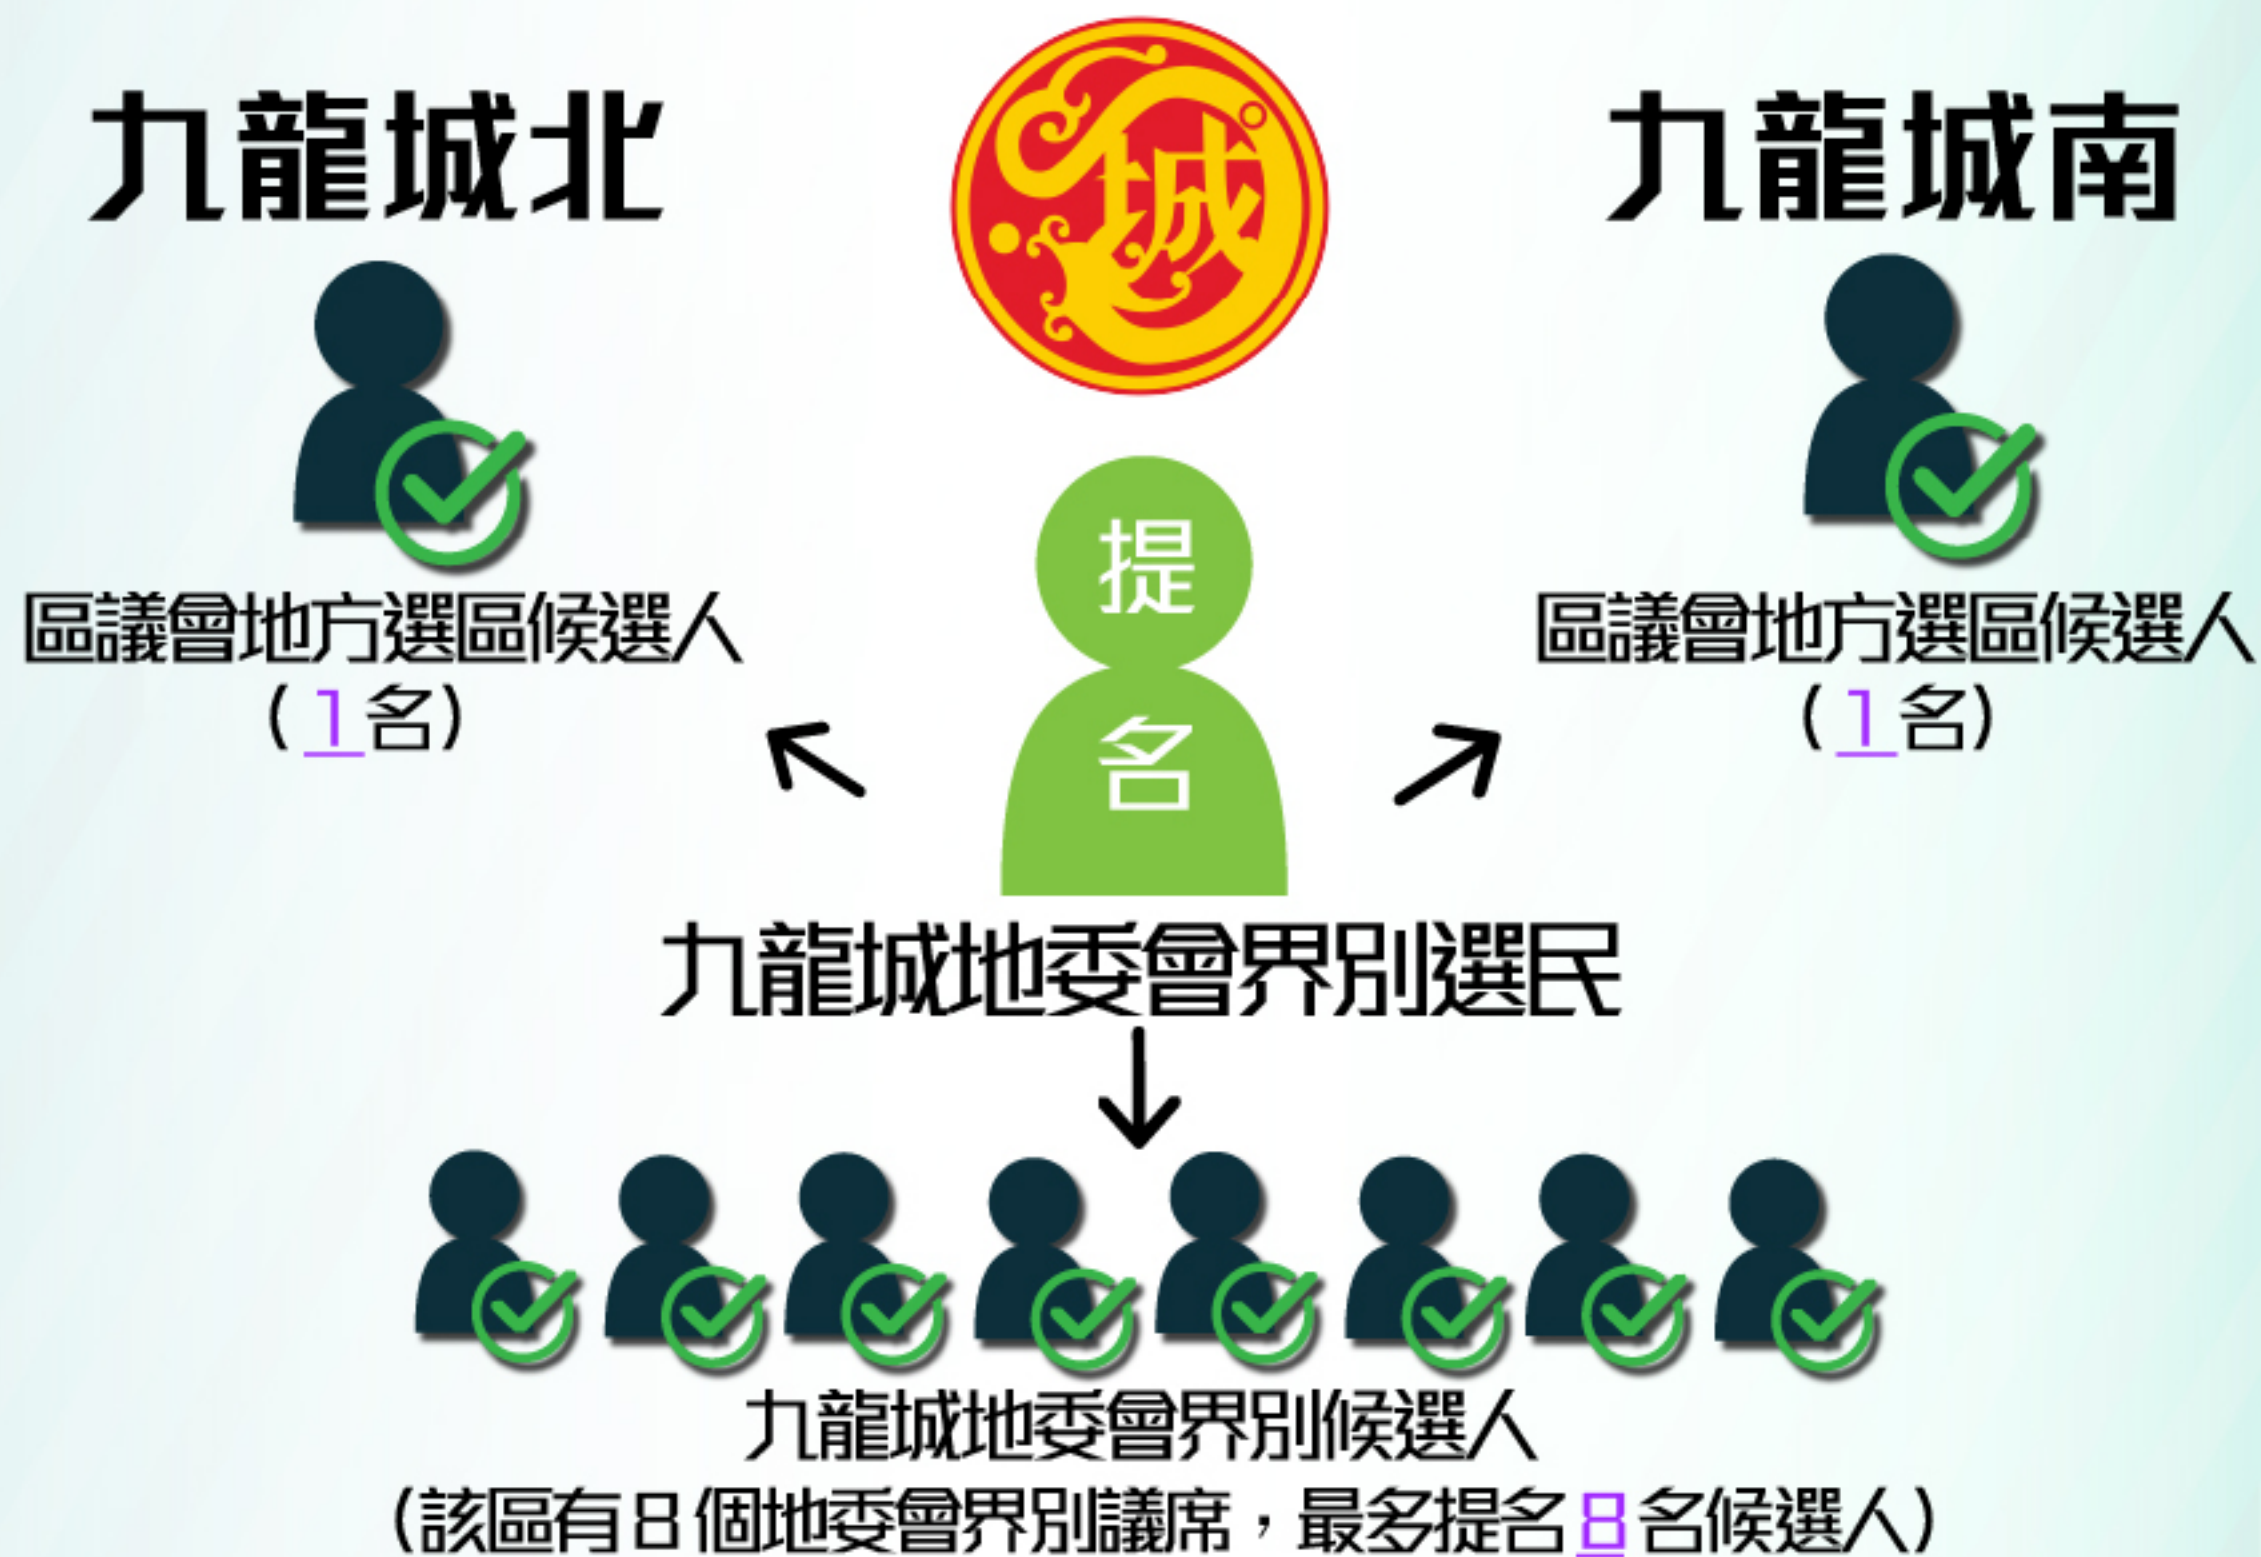 九龍城北
城
九龍城南
提
名
區議會地方選區候選人
(1名)
區議會地方選區候選人
(1名)
九龍城地委會界別選民
九龍城地委會界別候選人
(該區有8個地委會界別議席，最多提名8名候選人)